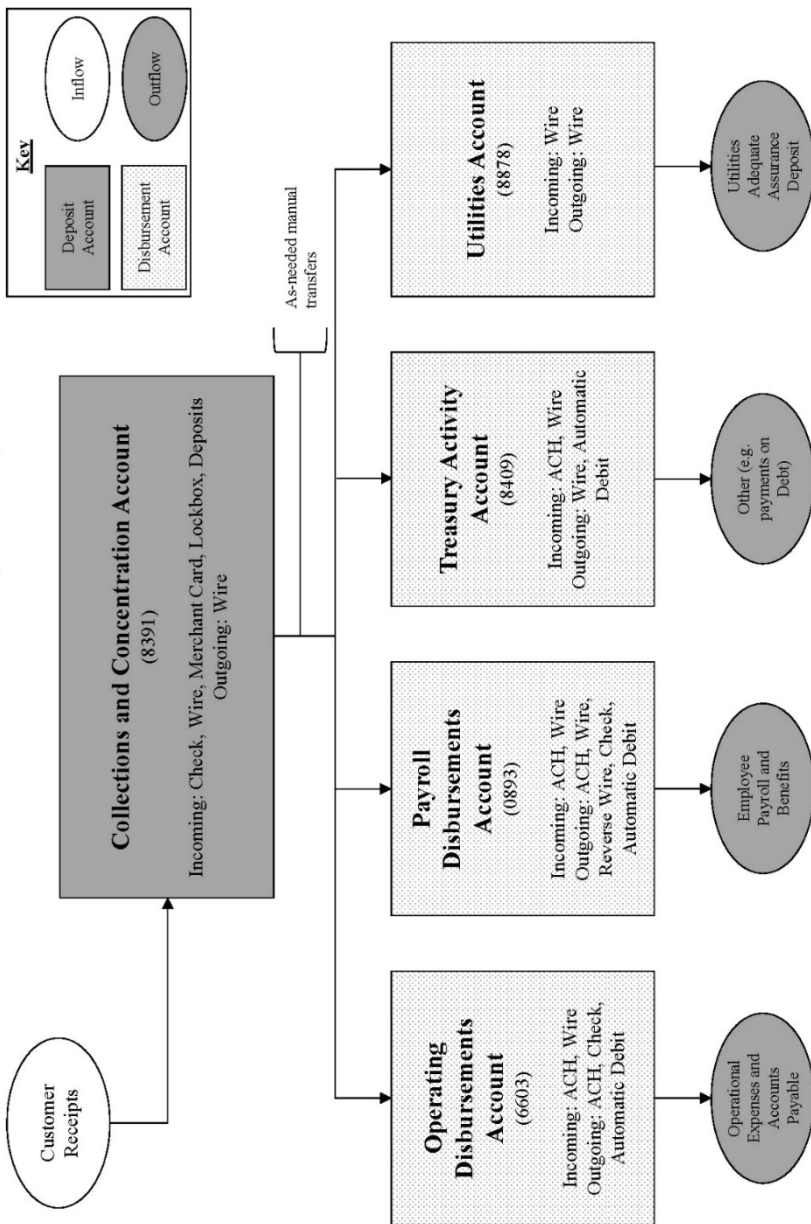 Key
Deposit
Account
Inflow
Disbursement
Account
Outflow
Customer
Receipts
Collections and Concentration Account
(8391)
Incoming: Check, Wire, Merchant Card, Lockbox, Deposits
Outgoing: Wire
As-needed manual
transfers
Operating
Disbursements
Account
(6603)
Incoming: ACH, Wire
Outgoing: ACH, Check,
Automatic Debit
Payroll
Disbursements
Account
(0893)
Incoming: ACH, Wire
Outgoing: ACH, Wire,
Reverse Wire, Check,
Automatic Debit
Treasury Activity
Account
(8409)
Incoming: ACH, Wire
Outgoing: Wire, Automatic
Debit
Utilities Account
(8878)
Incoming: Wire
Outgoing: Wire
Operational
Expenses and
Accounts
Payable
Employee
Payroll and
Benefits
Other (e.g.
payments on
Debt)
Utilities
Adequate
Assurance
Deposit